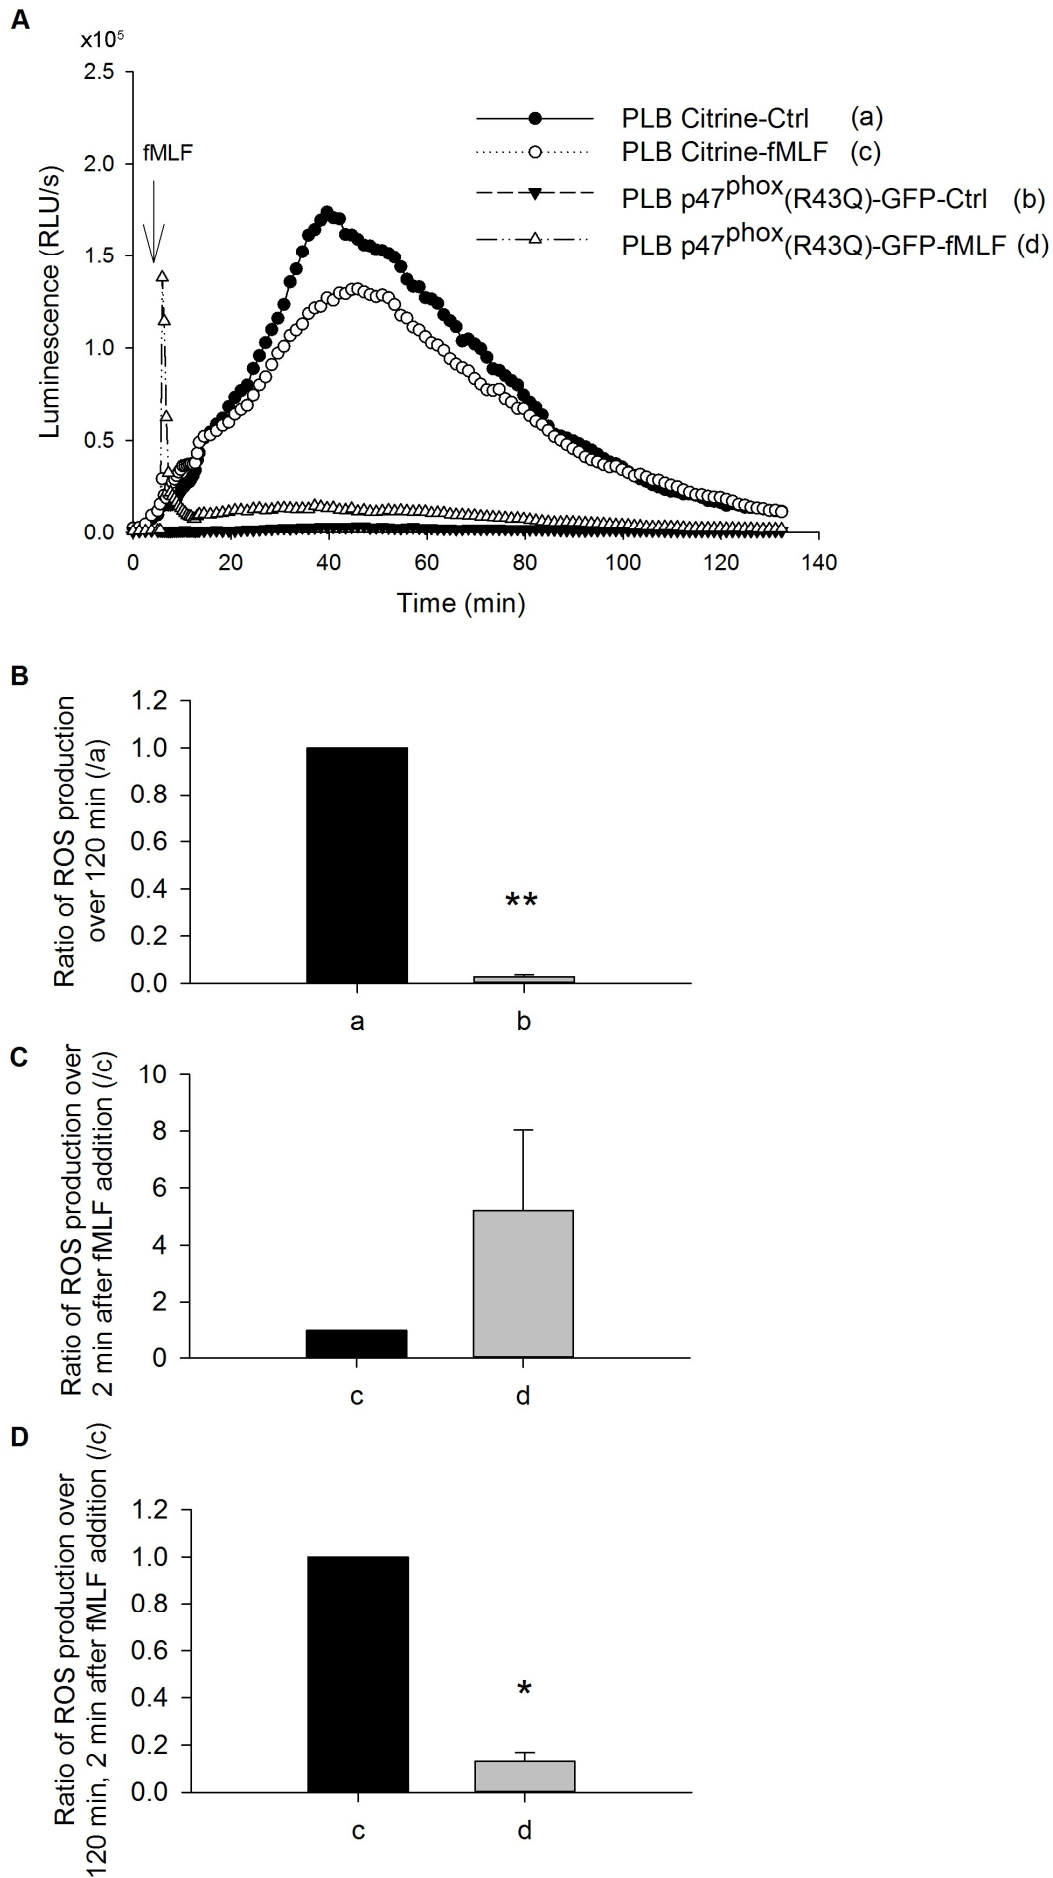 A
x10⁵
2.5
2.0
1.5
1.0
0.5
0.0
Luminescence (RLU/s)
fMLF
PLB Citrine-Ctrl (a)
PLB Citrine-fMLF (c)
PLB p47phox(R43Q)-GFP-Ctrl (b)
PLB p47phox(R43Q)-GFP-fMLF (d)
0 20 40 60 80 100 120 140
Time (min)
B
Ratio of ROS production
over 120 min (/a)
1.2
1.0
0.8
0.6
0.4
0.2
0.0
**
a b
C
Ratio of ROS production over
2 min after fMLF addition (/c)
10
8
6
4
2
0
c d
D
Ratio of ROS production over
120 min, 2 min after fMLF addition (/c)
1.2
1.0
0.8
0.6
0.4
0.2
0.0
*
c d